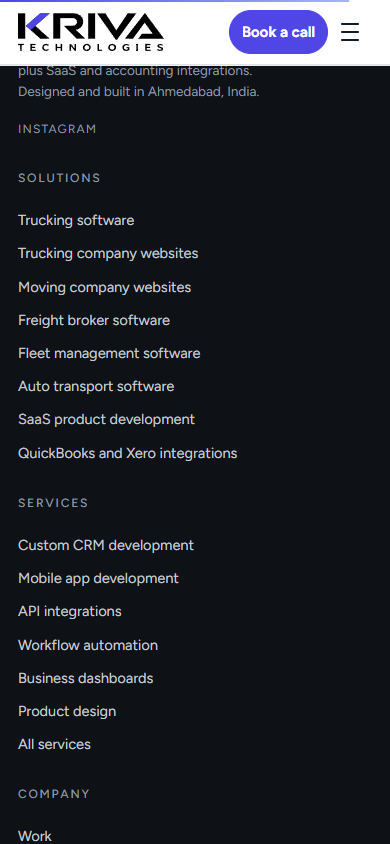 KRIVA
TECHNOLOGIES
Book a call
plus SaaS and accounting integrations.
Designed and built in Ahmedabad, India.
INSTAGRAM
SOLUTIONS
Trucking software
Trucking company websites
Moving company websites
Freight broker software
Fleet management software
Auto transport software
SaaS product development
QuickBooks and Xero integrations
SERVICES
Custom CRM development
Mobile app development
API integrations
Workflow automation
Business dashboards
Product design
All services
COMPANY
Work